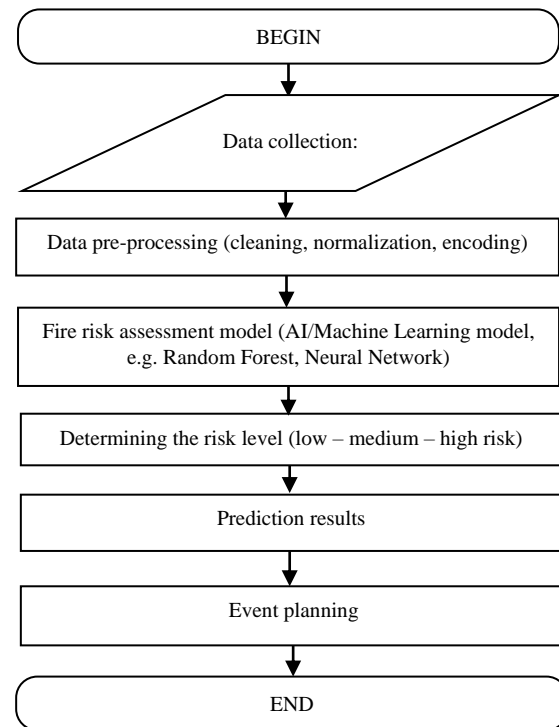 BEGIN
Data collection:
Data pre-processing (cleaning, normalization, encoding)
Fire risk assessment model (AI/Machine Learning model,
e.g. Random Forest, Neural Network)
Determining the risk level (low – medium – high risk)
Prediction results
Event planning
END